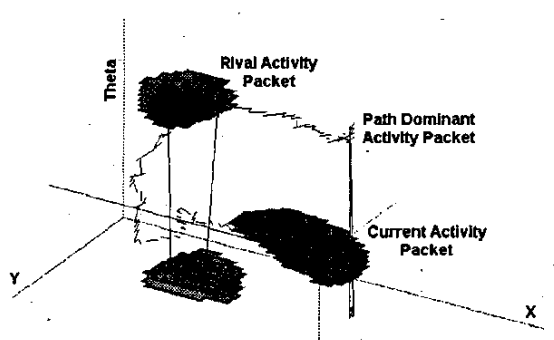 Theta
Rival Activity
Packet
Path Dominant
Activity Packet
Current Activity
Packet
Y
X